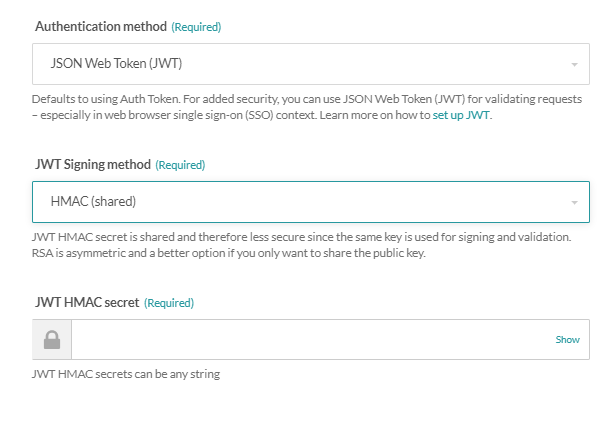 Authentication method (Required)
JSON Web Token (JWT)
Defaults to using Auth Token. For added security, you can use JSON Web Token (JWT) for validating requests
– especially in web browser single sign-on (SSO) context. Learn more on how to set up JWT.
JWT Signing method (Required)
HMAC (shared)
JWT HMAC secret is shared and therefore less secure since the same key is used for signing and validation.
RSA is asymmetric and a better option if you only want to share the public key.
JWT HMAC secret (Required)
Show
JWT HMAC secrets can be any string